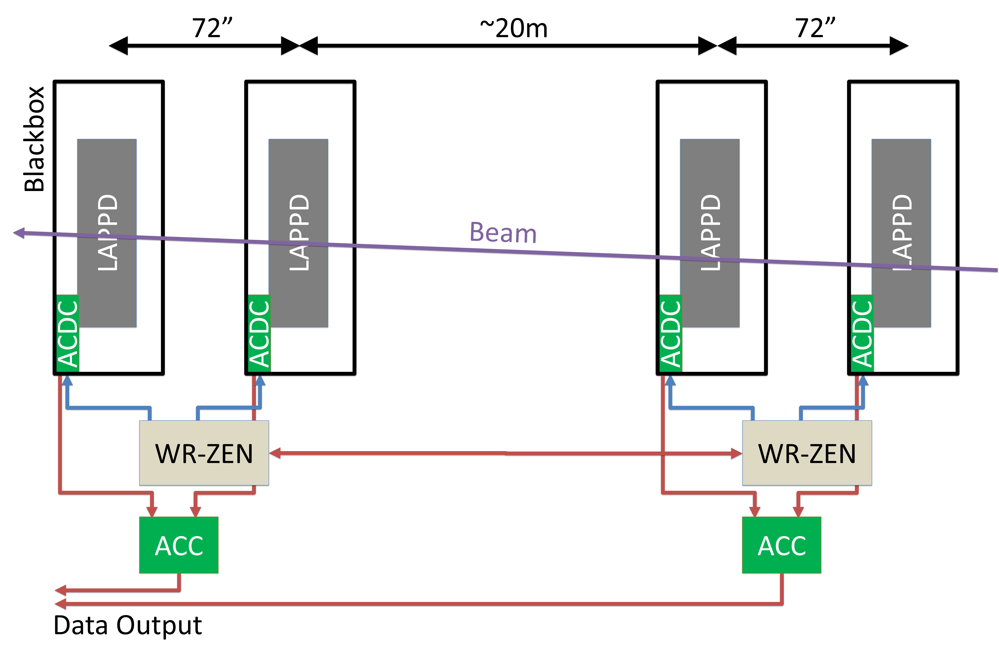 72”
~20m
72”
Blackbox
LAPPD
LAPPD
LAPPD
LAPPD
Beam
ACDC
ACDC
ACDC
ACDC
WR-ZEN
WR-ZEN
ACC
ACC
Data Output